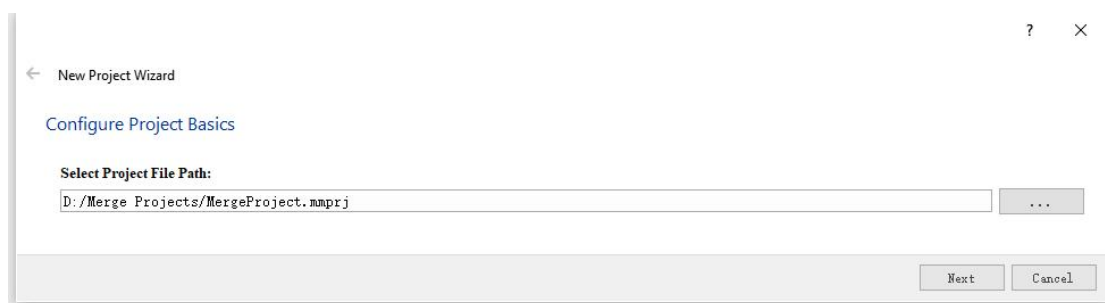 ?
×
← New Project Wizard
Configure Project Basics
Select Project File Path:
D:/Merge Projects/MergeProject.mmprj
...
Next Cancel